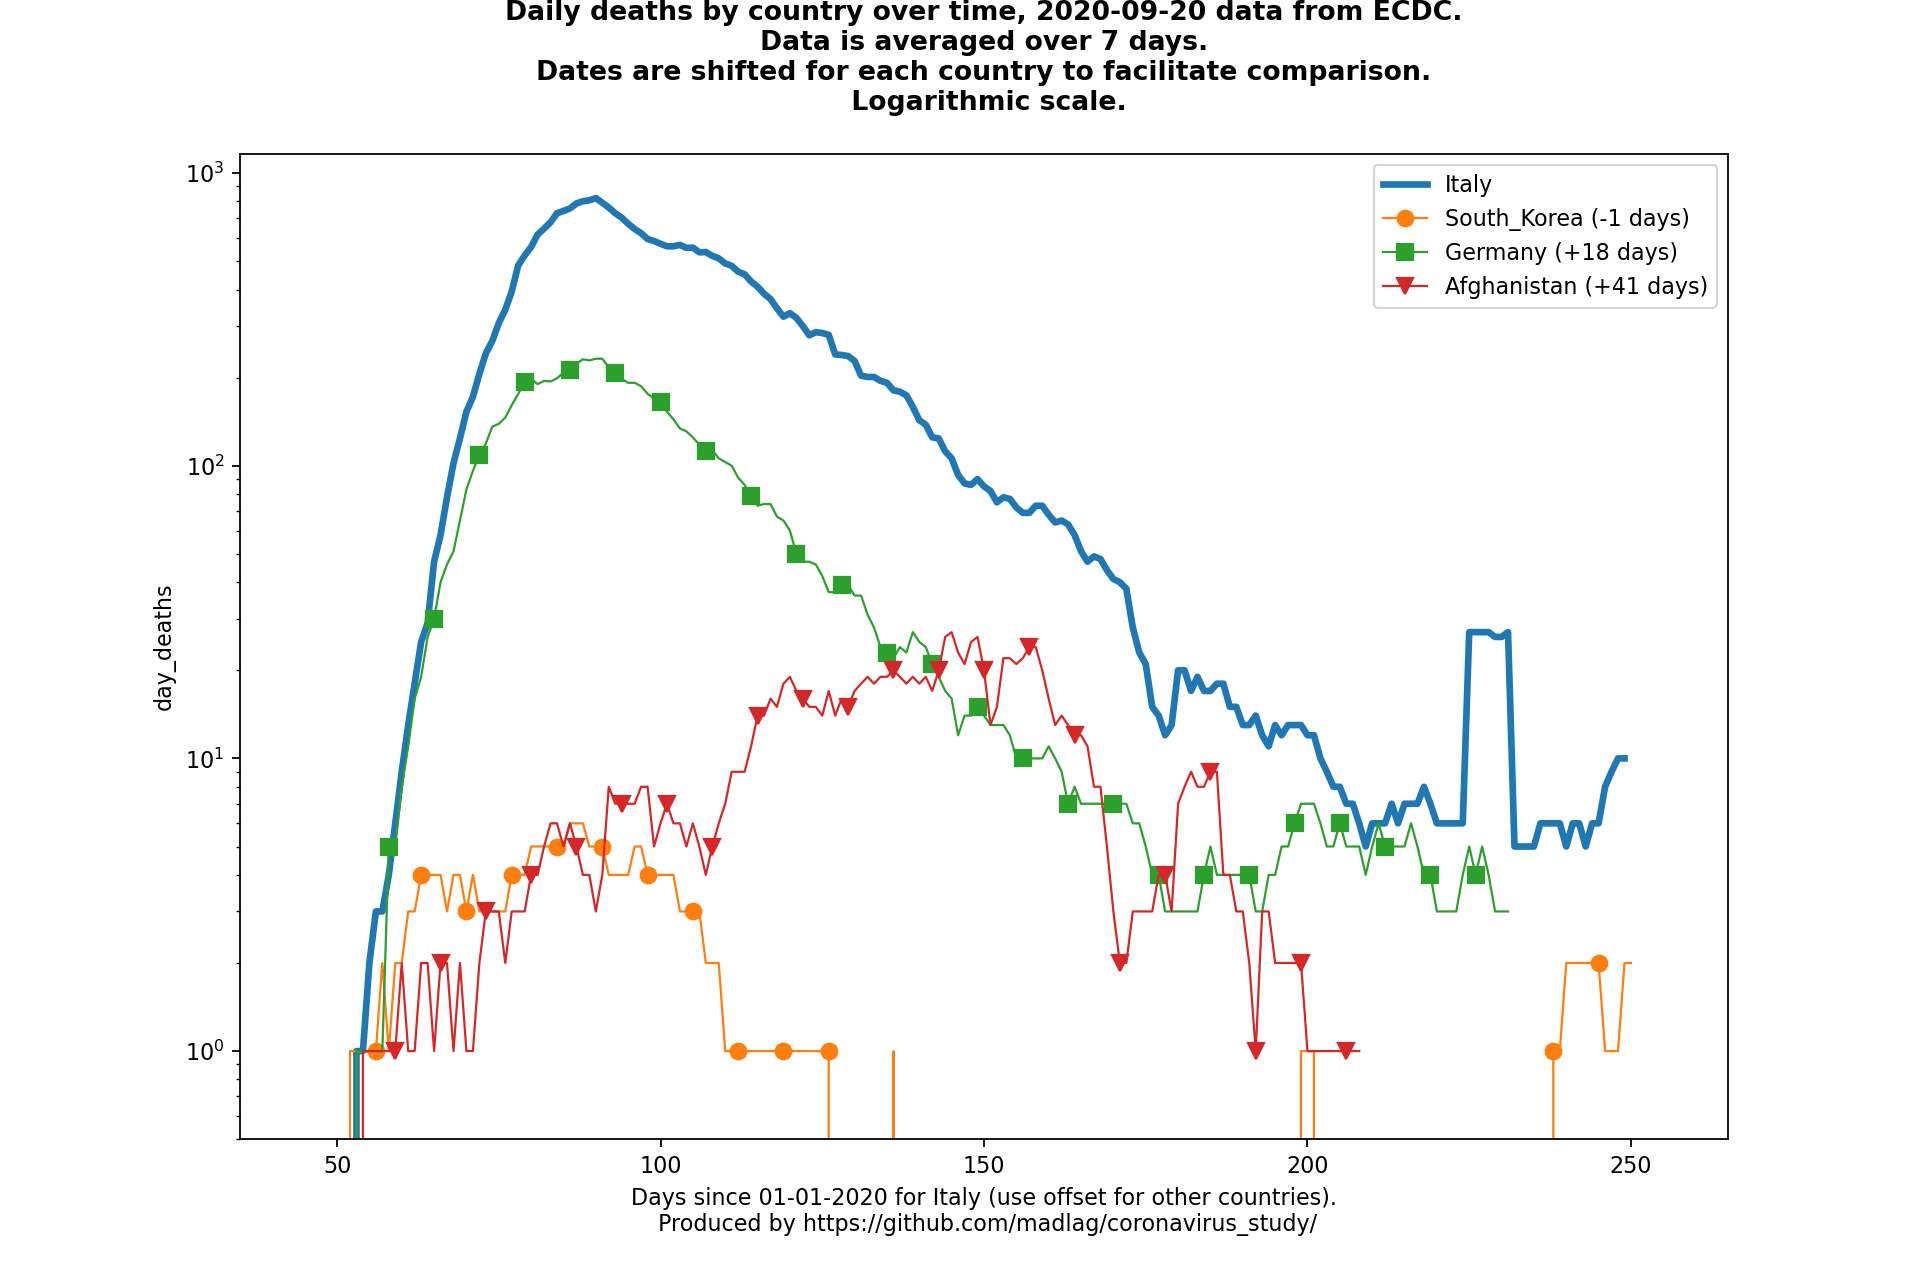 Daily deaths by country over time, 2020-09-20 data from ECDC.
Data is averaged over 7 days.
Dates are shifted for each country to facilitate comparison.
Logarithmic scale.
10³
Italy
South_Korea (-1 days)
Germany (+18 days)
Afghanistan (+41 days)
10²
day_deaths
10¹
10⁰
50 100 150 200 250
Days since 01-01-2020 for Italy (use offset for other countries).
Produced by https://github.com/madlag/coronavirus_study/